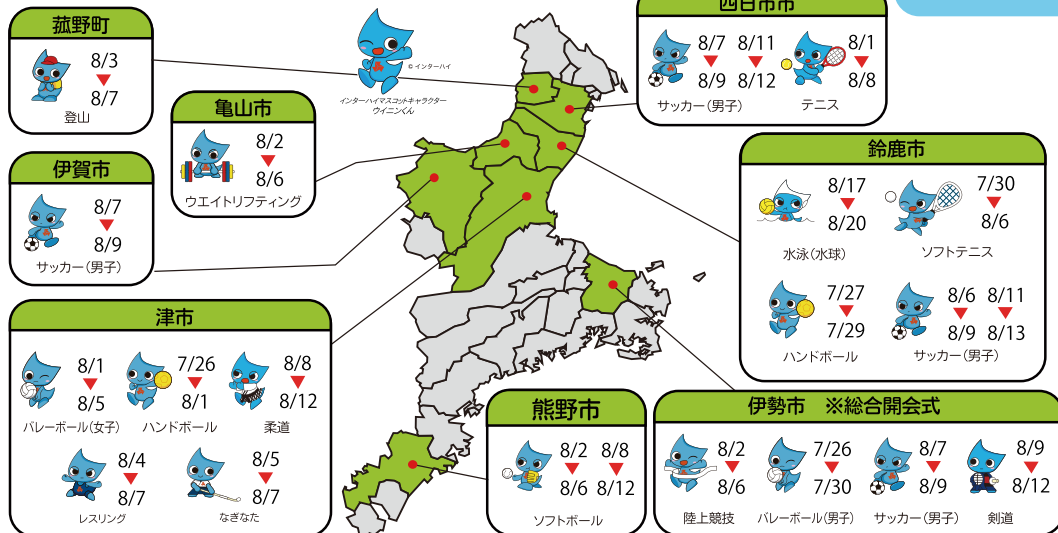 菰野町
8/3
8/7
登山
© インターハイ
インターハイマスコットキャラクター
ウイニンくん
四日市市
8/7 8/11
8/9 8/12
サッカー(男子)
8/1
8/8
テニス
亀山市
8/2
8/6
ウエイトリフティング
伊賀市
8/7
8/9
サッカー(男子)
鈴鹿市
8/17
8/20
水泳(水球)
7/30
8/6
ソフトテニス
7/27
7/29
ハンドボール
8/6 8/11
8/9 8/13
サッカー(男子)
津市
8/1
8/5
バレーボール(女子)
7/26
8/1
ハンドボール
8/8
8/12
柔道
8/4
8/7
レスリング
8/5
8/7
なぎなた
熊野市
8/2 8/8
8/6 8/12
ソフトボール
伊勢市 ※総合開会式
8/2
8/6
陸上競技
7/26
7/30
バレーボール(男子)
8/7
8/9
サッカー(男子)
8/9
8/12
剣道